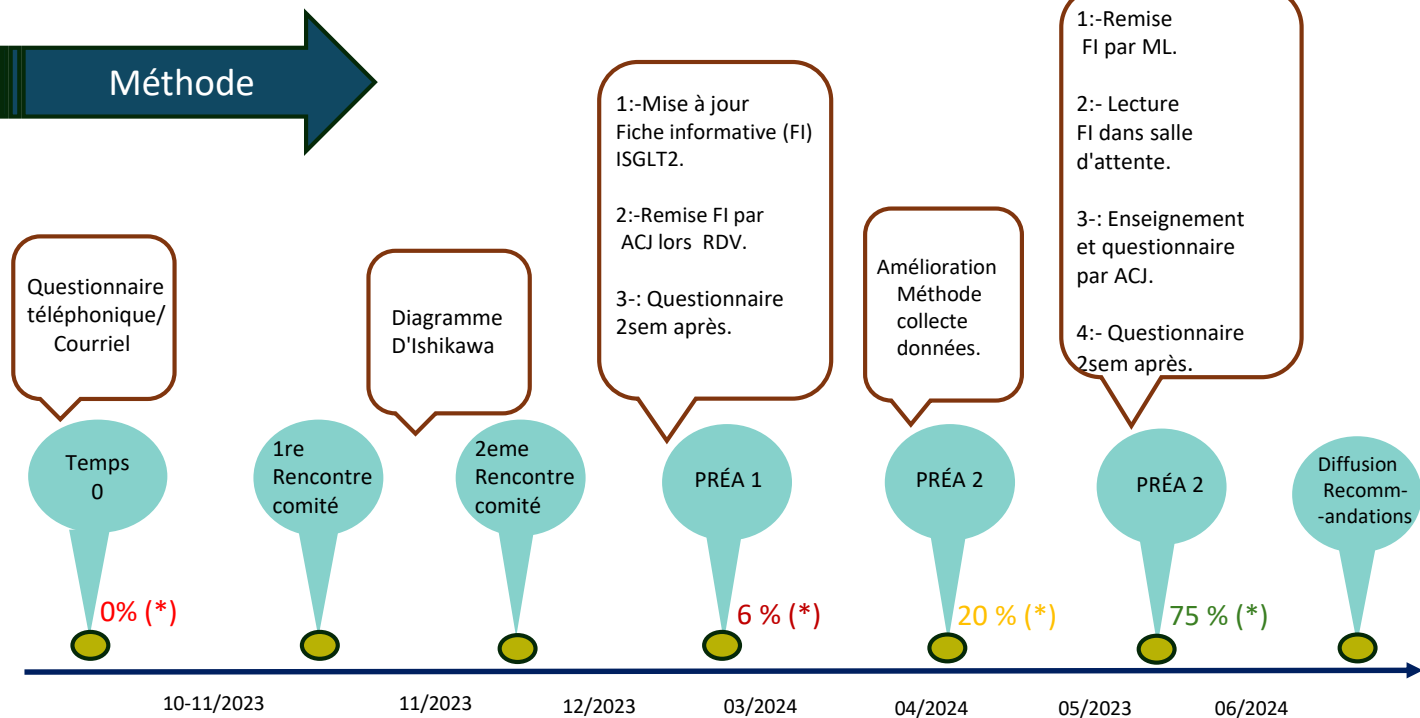 Méthode
Questionnaire
téléphonique/
Courriel
Diagramme
D'Ishikawa
1:-Mise à jour
Fiche informative (FI)
ISGLT2.
2:-Remise FI par
ACJ lors RDV.
3-: Questionnaire
2sem après.
Amélioration
Méthode
collecte
données.
1:-Remise
FI par ML.
2:- Lecture
FI dans salle
d'attente.
3-: Enseignement
et questionnaire
par ACJ.
4:- Questionnaire
2sem après.
Temps
0
1re
Rencontre
comité
2eme
Rencontre
comité
PRÉA 1
PRÉA 2
PRÉA 2
Diffusion
Recomm-
-andations
0% (*)
6 % (*)
20 % (*)
75 % (*)
10-11/2023
11/2023
12/2023
03/2024
04/2024
05/2023
06/2024